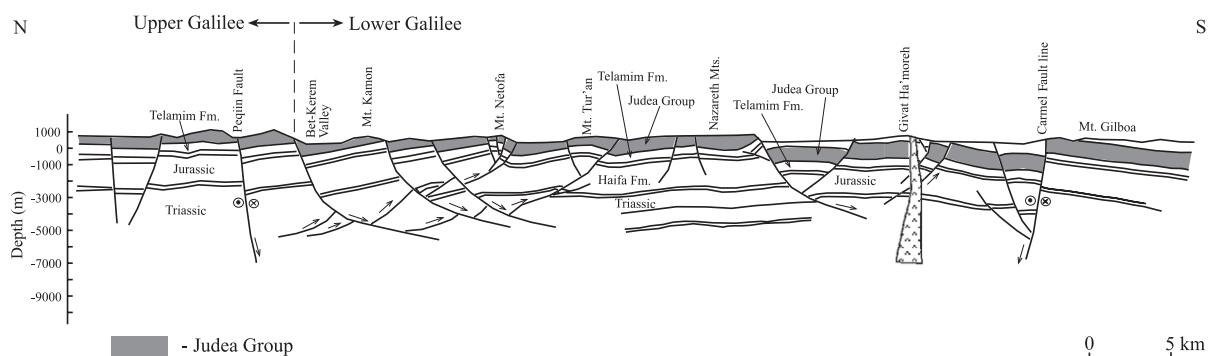 N
Upper Galilee
Lower Galilee
S
Peqiin Fault
Bet-Kerem
Valley
Mt. Kamon
Mt. Netofa
Mt. Tur'an
Nazareth Mts.
Givat Ha'moreh
Carmel Fault line
Telamim Fm.
Telamim Fm.
Judea Group
Telamim Fm.
Judea Group
Mt. Gilboa
Depth (m)
1000
0
-1000
-3000
-5000
-7000
-9000
Jurassic
Triassic
Haifa Fm.
Triassic
Jurassic
- Judea Group
0
5 km